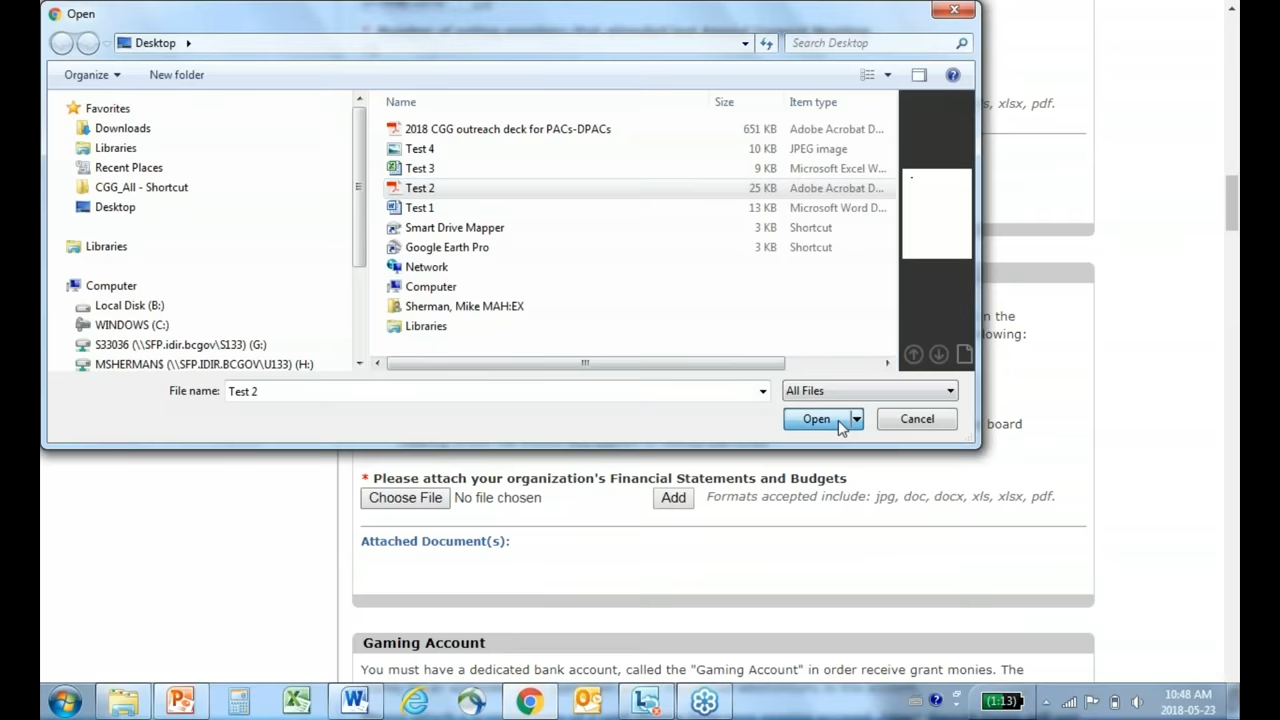 Open
Desktop
Search Desktop
Organize
New folder
s, xlsx, pdf.
Favorites
Downloads
Libraries
Recent Places
CGG_All - Shortcut
Desktop
Libraries
Computer
Local Disk (B:)
WINDOWS (C:)
S33036 (\\SFP.idir.bcgov\S133) (G:)
MSHERMAN$ (\\SFP.IDIR.BCGOV\U133) (H:)
Name Size Item type
2018 CGG outreach deck for PACs-DPACs 651 KB Adobe Acrobat D...
Test 4 10 KB JPEG image
Test 3 9 KB Microsoft Excel W...
Test 2 25 KB Adobe Acrobat D...
Test 1 13 KB Microsoft Word D...
Smart Drive Mapper 3 KB Shortcut
Google Earth Pro 3 KB Shortcut
Network
Computer
Sherman, Mike MAH:EX
Libraries
n the
owing:
File name: Test 2 All Files
Open Cancel
board
* Please attach your organization's Financial Statements and Budgets
Choose File No file chosen Add Formats accepted include: jpg, doc, docx, xls, xlsx, pdf.
Attached Document(s):
Gaming Account
You must have a dedicated bank account, called the "Gaming Account" in order receive grant monies. The
(1:13)
10:48 AM
2018-05-23